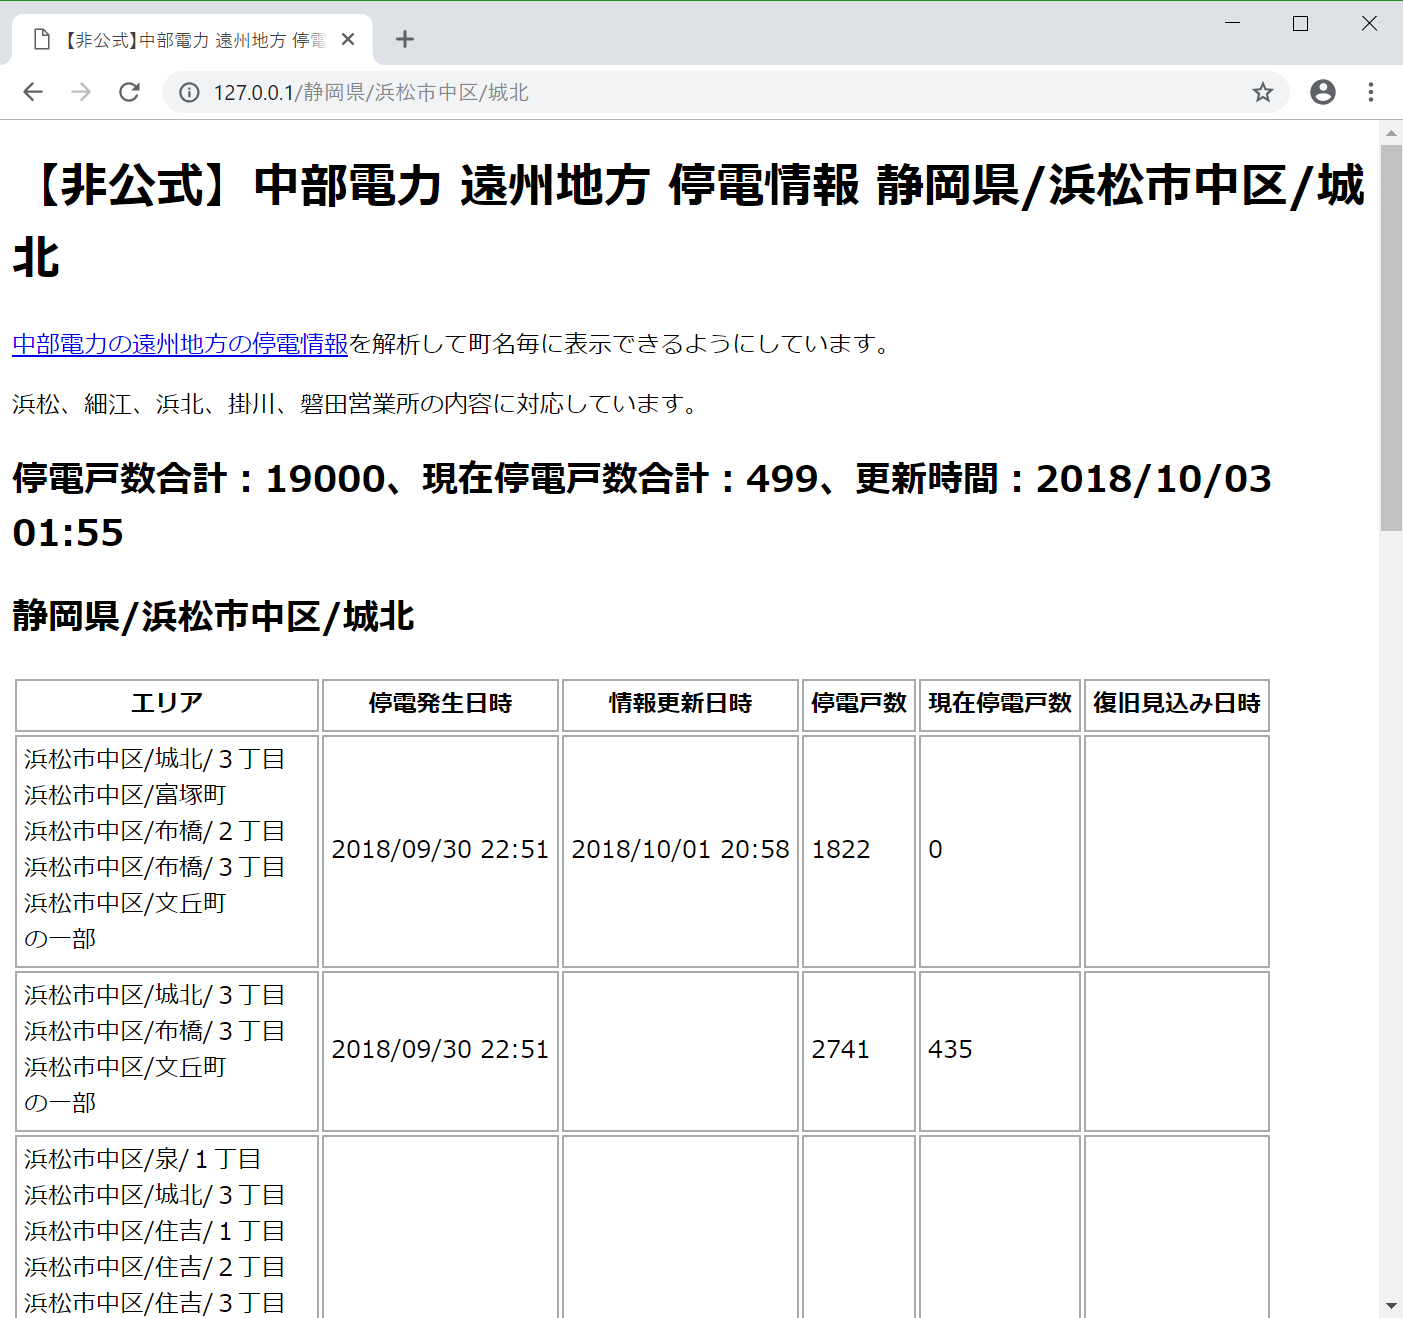 【非公式】中部電力 遠州地方 停電
127.0.0.1/静岡県/浜松市中区/城北
【非公式】中部電力 遠州地方 停電情報 静岡県/浜松市中区/城
北
中部電力の遠州地方の停電情報を解析して町名毎に表示できるようにしています。
浜松、細江、浜北、掛川、磐田営業所の内容に対応しています。
停電戸数合計：19000、現在停電戸数合計：499、更新時間：2018/10/03
01:55
静岡県/浜松市中区/城北
エリア 停電発生日時 情報更新日時 停電戸数 現在停電戸数 復旧見込み日時
浜松市中区/城北/３丁目
浜松市中区/富塚町
浜松市中区/布橋/２丁目
浜松市中区/布橋/３丁目
浜松市中区/文丘町
の一部
2018/09/30 22:51 2018/10/01 20:58 1822 0
浜松市中区/城北/３丁目
浜松市中区/布橋/３丁目
浜松市中区/文丘町
の一部
2018/09/30 22:51 2741 435
浜松市中区/泉/１丁目
浜松市中区/城北/３丁目
浜松市中区/住吉/１丁目
浜松市中区/住吉/２丁目
浜松市中区/住吉/３丁目